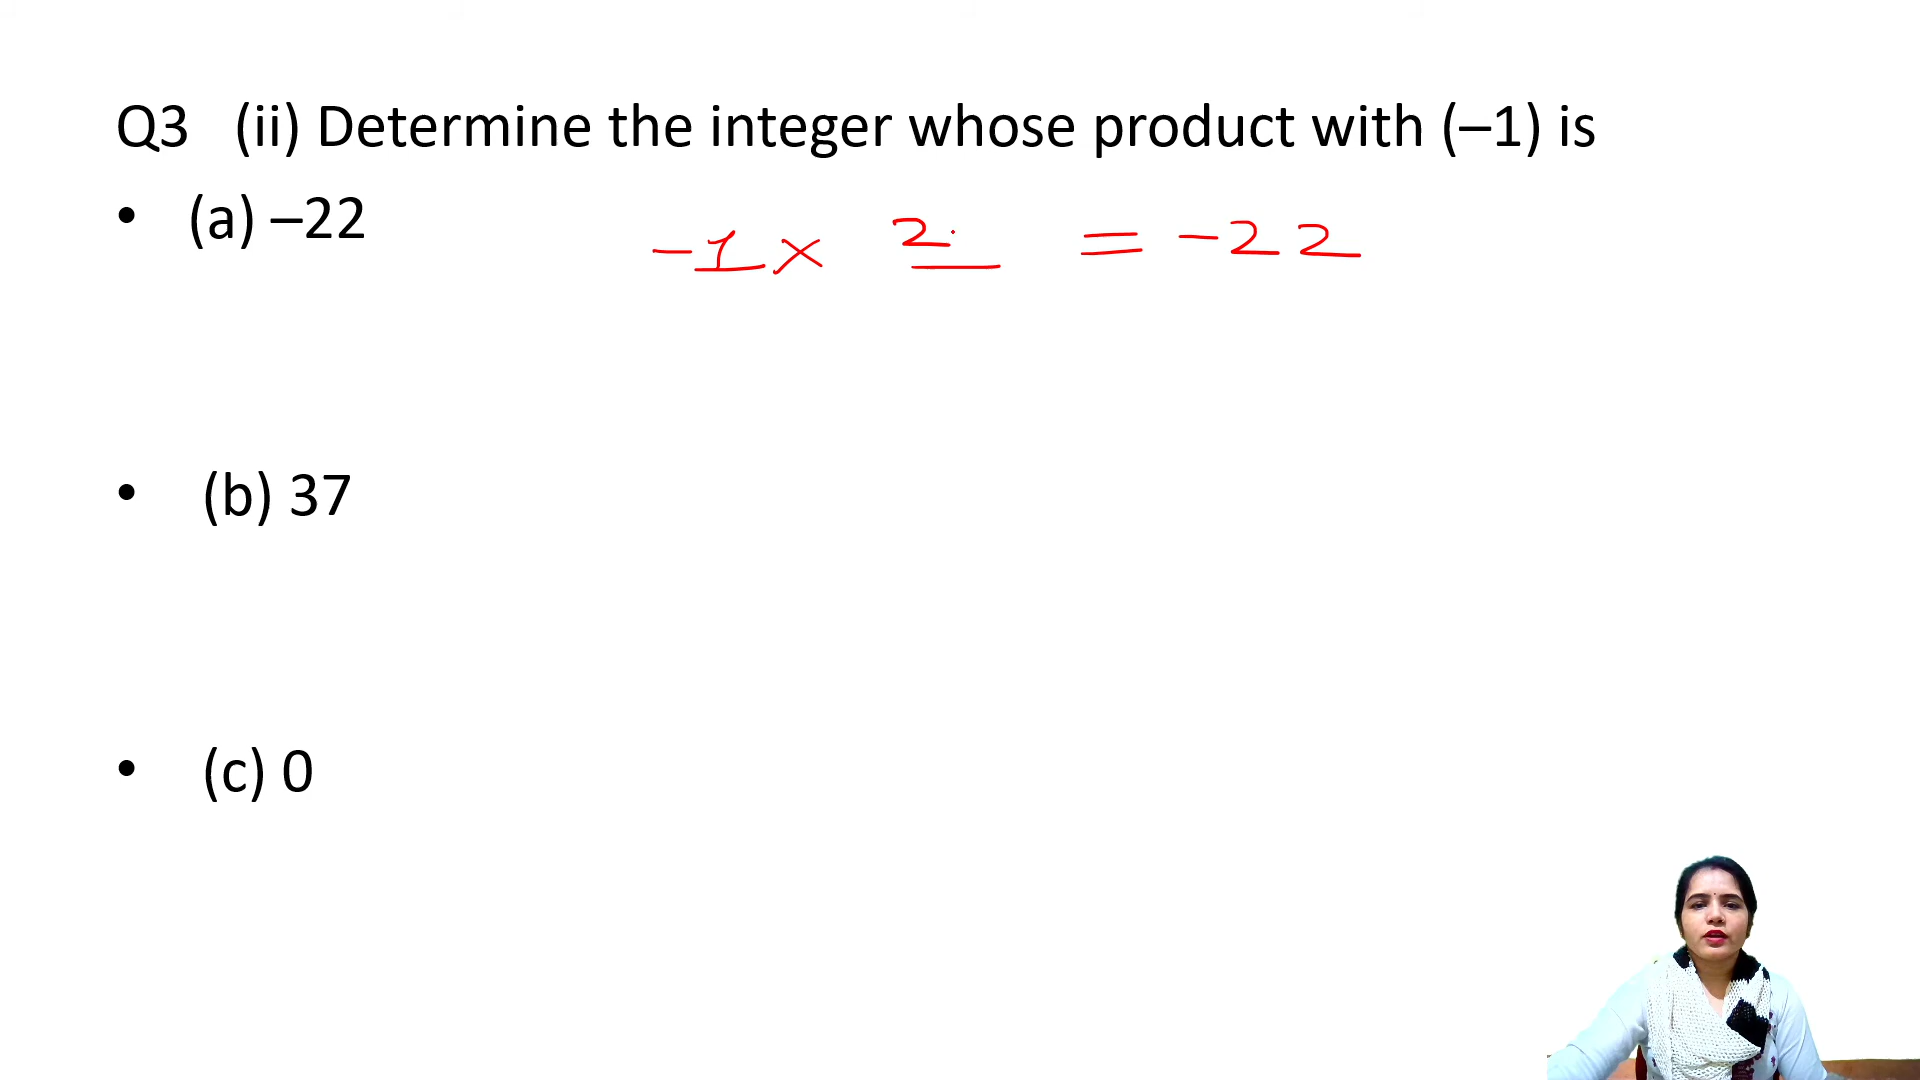 Q3 (ii) Determine the integer whose product with (–1) is
• (a) –22
-1 × 2 = -22
• (b) 37
• (c) 0